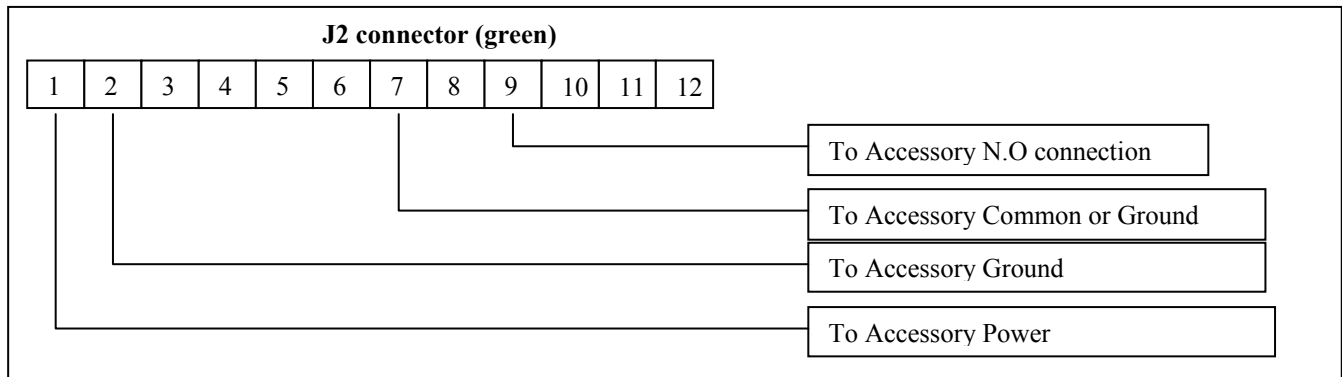 J2 connector (green)
1 2 3 4 5 6 7 8 9 10 11 12
To Accessory N.O connection
To Accessory Common or Ground
To Accessory Ground
To Accessory Power